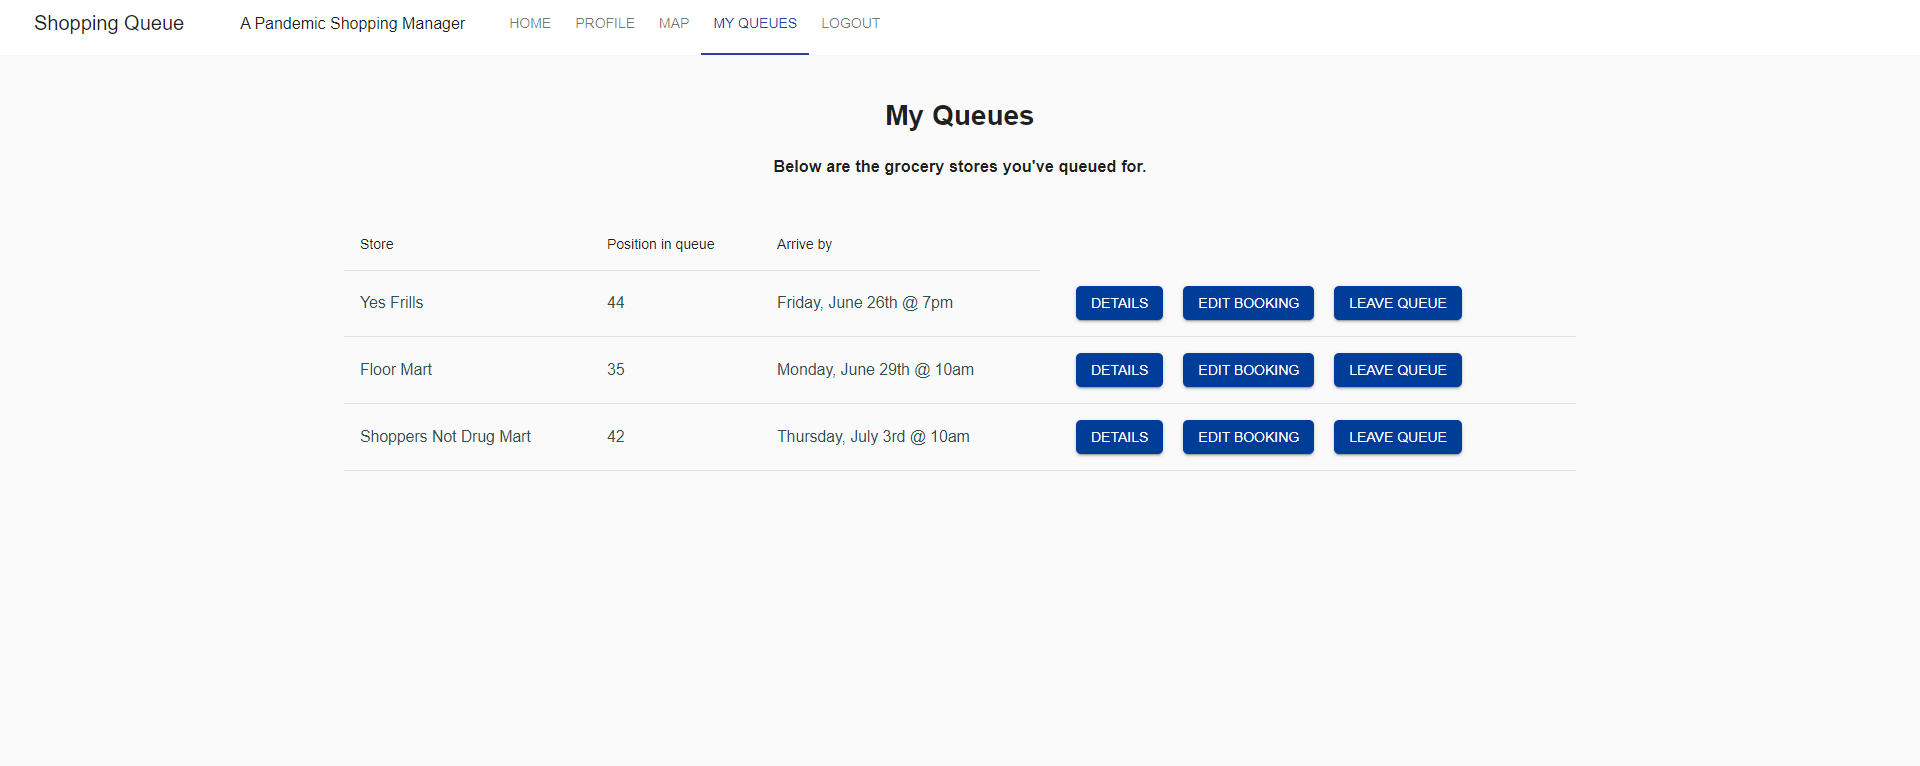 Shopping Queue A Pandemic Shopping Manager HOME PROFILE MAP MY QUEUES LOGOUT
My Queues
Below are the grocery stores you've queued for.
Store Position in queue Arrive by
Yes Frills 44 Friday, June 26th @ 7pm DETAILS EDIT BOOKING LEAVE QUEUE
Floor Mart 35 Monday, June 29th @ 10am DETAILS EDIT BOOKING LEAVE QUEUE
Shoppers Not Drug Mart 42 Thursday, July 3rd @ 10am DETAILS EDIT BOOKING LEAVE QUEUE